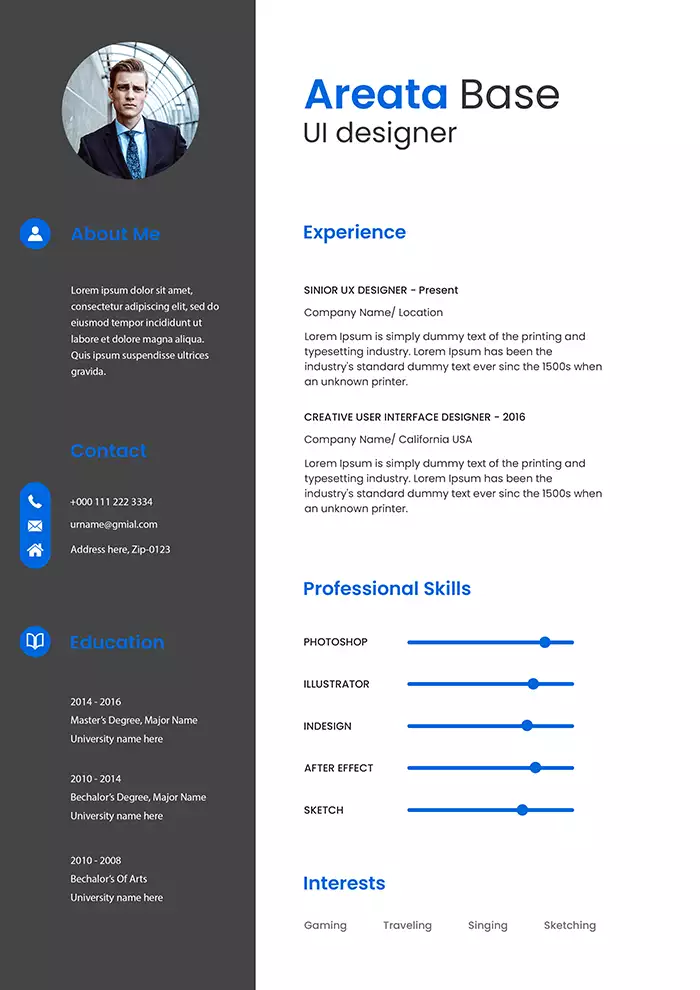 Areata Base
UI designer
About Me
Lorem ipsum dolor sit amet,
consectetur adipiscing elit, sed do
eiusmod tempor incididunt ut
labore et dolore magna aliqua.
Quis ipsum suspendisse ultrices
gravida.
Contact
+000 111 222 3334
urname@gmial.com
Address here, Zip-0123
Education
2014 - 2016
Master's Degree, Major Name
University name here
2010 - 2014
Bechalor's Degree, Major Name
University name here
2010 - 2008
Bechalor's Of Arts
University name here
Experience
SINIOR UX DESIGNER - Present
Company Name/ Location
Lorem Ipsum is simply dummy text of the printing and
typesetting industry. Lorem Ipsum has been the
industry's standard dummy text ever sinc the 1500s when
an unknown printer.
CREATIVE USER INTERFACE DESIGNER - 2016
Company Name/ California USA
Lorem Ipsum is simply dummy text of the printing and
typesetting industry. Lorem Ipsum has been the
industry's standard dummy text ever sinc the 1500s when
an unknown printer.
Professional Skills
PHOTOSHOP
ILLUSTRATOR
INDESIGN
AFTER EFFECT
SKETCH
Interests
Gaming Traveling Singing Sketching